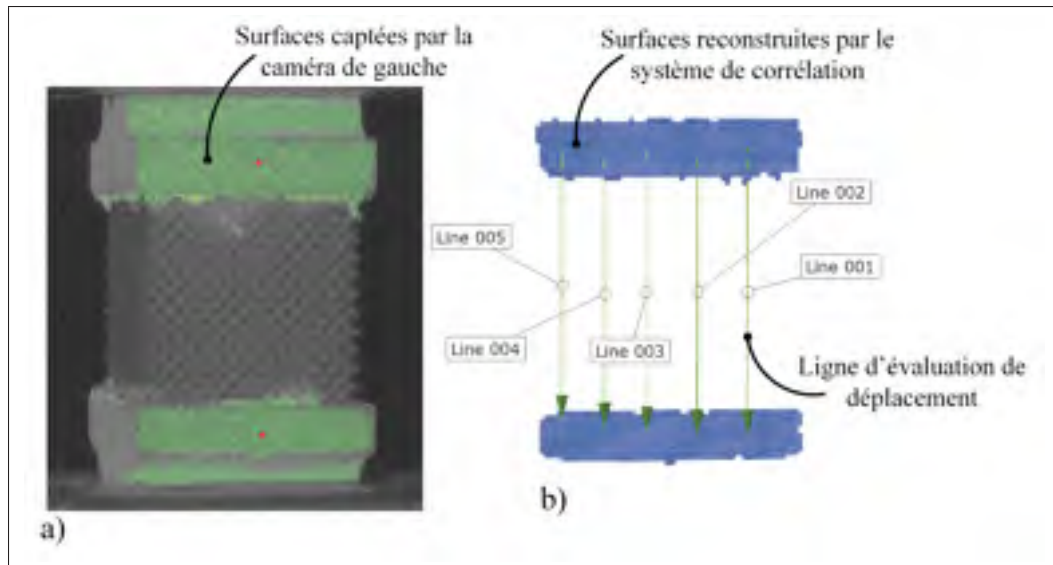 Surfaces captées par la
caméra de gauche
Surfaces reconstruites par le
système de corrélation
Line 002
Line 005
Line 001
Line 004
Line 003
Ligne d'évaluation de
déplacement
a)
b)